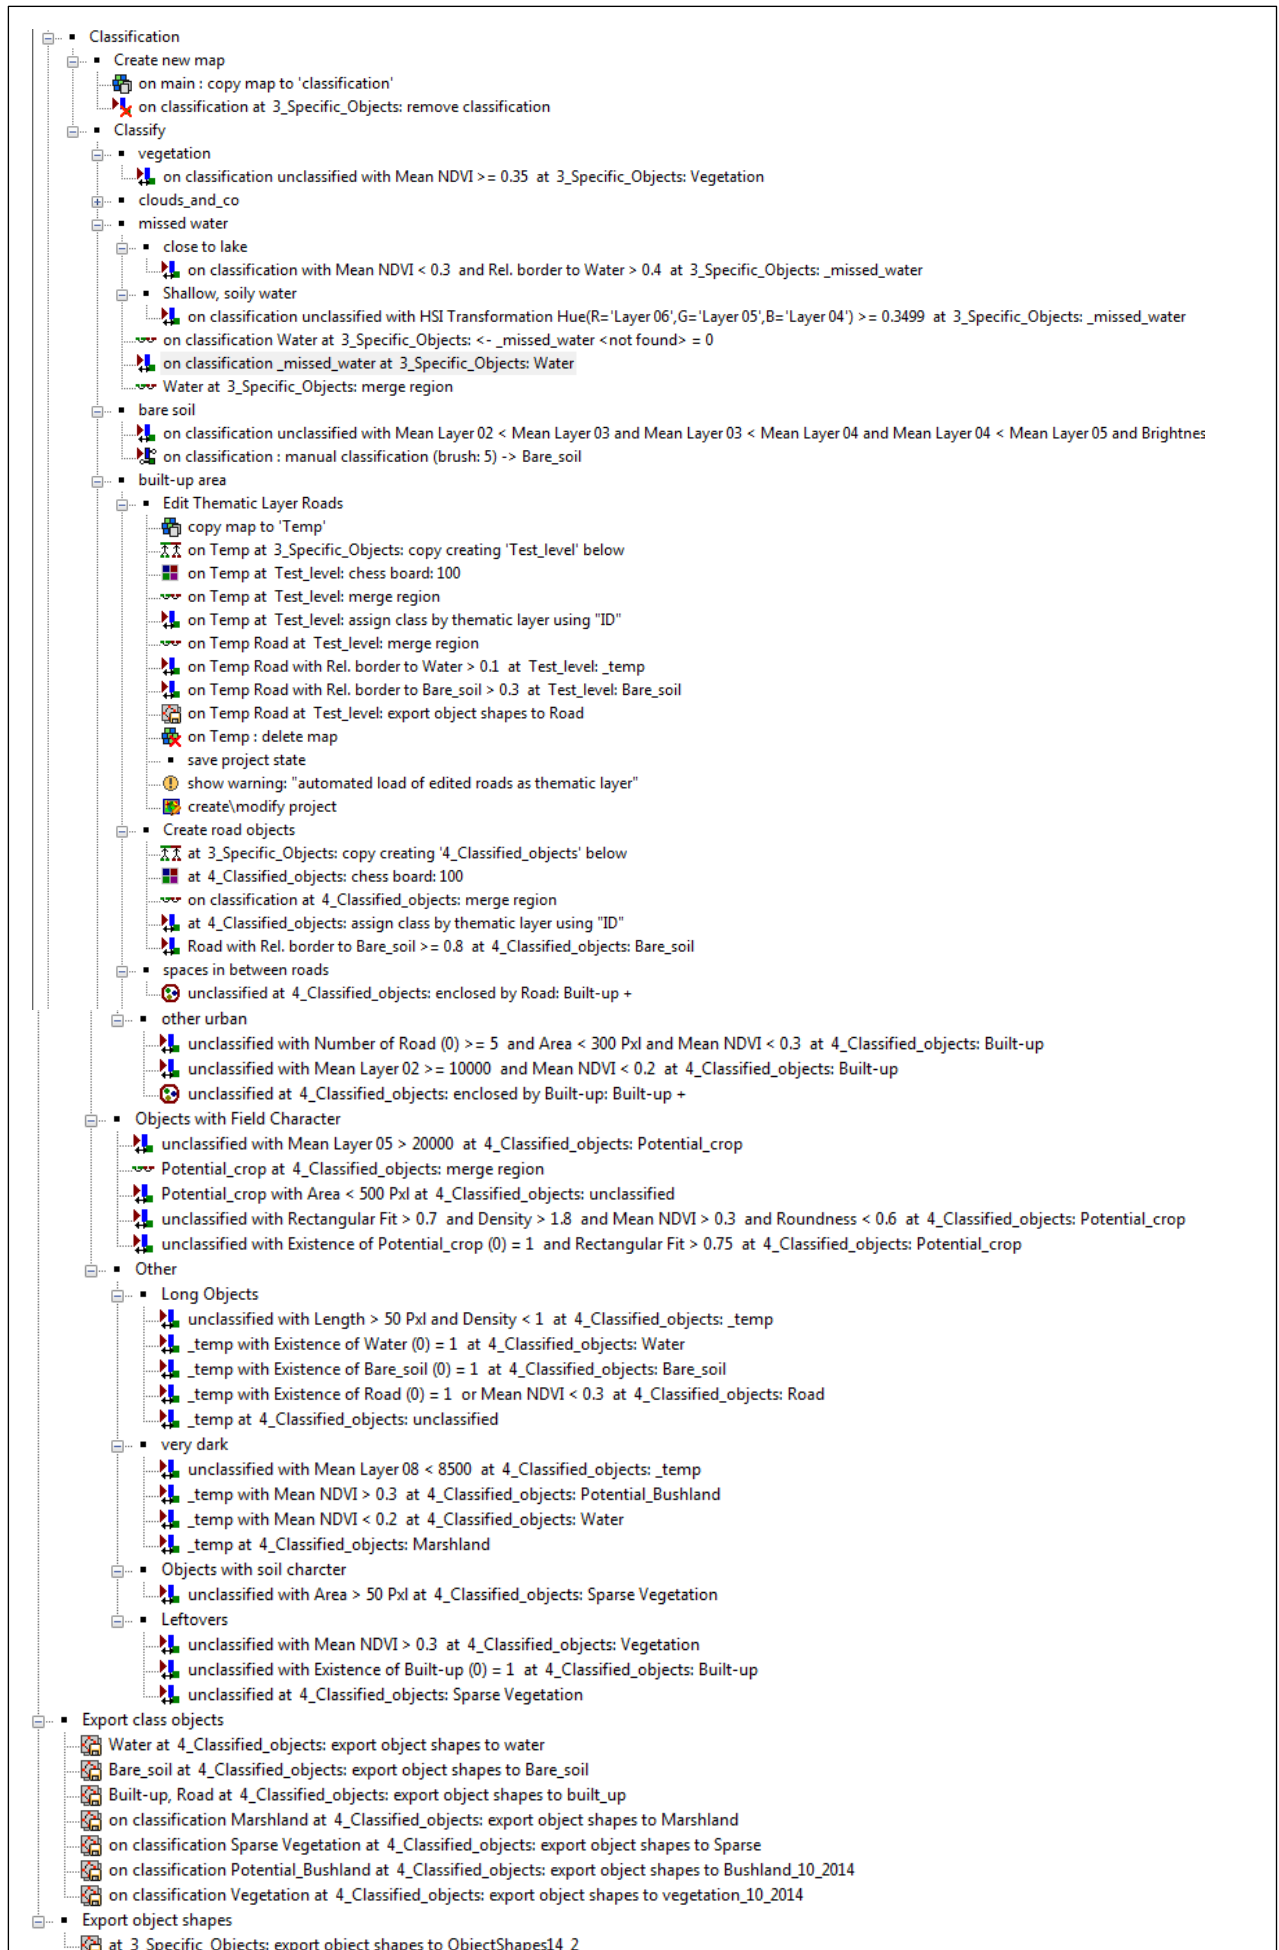 Classification
Create new map
on main : copy map to 'classification'
on classification at 3_Specific_Objects: remove classification
Classify
vegetation
on classification unclassified with Mean NDVI >= 0.35 at 3_Specific_Objects: Vegetation
clouds_and_co
missed water
close to lake
on classification with Mean NDVI < 0.3 and Rel. border to Water > 0.4 at 3_Specific_Objects: _missed_water
Shallow, soily water
on classification unclassified with HSI Transformation Hue(R='Layer 06',G='Layer 05',B='Layer 04') >= 0.3499 at 3_Specific_Objects: _missed_water
on classification Water at 3_Specific_Objects: <- _missed_water <not found> = 0
on classification _missed_water at 3_Specific_Objects: Water
Water at 3_Specific_Objects: merge region
bare soil
on classification unclassified with Mean Layer 02 < Mean Layer 03 and Mean Layer 03 < Mean Layer 04 and Mean Layer 04 < Mean Layer 05 and Brightnes
on classification : manual classification (brush: 5) -> Bare_soil
built-up area
Edit Thematic Layer Roads
copy map to 'Temp'
on Temp at 3_Specific_Objects: copy creating 'Test_level' below
on Temp at Test_level: chess board: 100
on Temp at Test_level: merge region
on Temp at Test_level: assign class by thematic layer using "ID"
on Temp Road at Test_level: merge region
on Temp Road with Rel. border to Water > 0.1 at Test_level: _temp
on Temp Road with Rel. border to Bare_soil > 0.3 at Test_level: Bare_soil
on Temp Road at Test_level: export object shapes to Road
on Temp : delete map
save project state
show warning: "automated load of edited roads as thematic layer"
create\modify project
Create road objects
at 3_Specific_Objects: copy creating '4_Classified_objects' below
at 4_Classified_objects: chess board: 100
on classification at 4_Classified_objects: merge region
at 4_Classified_objects: assign class by thematic layer using "ID"
Road with Rel. border to Bare_soil >= 0.8 at 4_Classified_objects: Bare_soil
spaces in between roads
unclassified at 4_Classified_objects: enclosed by Road: Built-up +
other urban
unclassified with Number of Road (0) >= 5 and Area < 300 Pxl and Mean NDVI < 0.3 at 4_Classified_objects: Built-up
unclassified with Mean Layer 02 >= 10000 and Mean NDVI < 0.2 at 4_Classified_objects: Built-up
unclassified at 4_Classified_objects: enclosed by Built-up: Built-up +
Objects with Field Character
unclassified with Mean Layer 05 > 20000 at 4_Classified_objects: Potential_crop
Potential_crop at 4_Classified_objects: merge region
Potential_crop with Area < 500 Pxl at 4_Classified_objects: unclassified
unclassified with Rectangular Fit > 0.7 and Density > 1.8 and Mean NDVI > 0.3 and Roundness < 0.6 at 4_Classified_objects: Potential_crop
unclassified with Existence of Potential_crop (0) = 1 and Rectangular Fit > 0.75 at 4_Classified_objects: Potential_crop
Other
Long Objects
unclassified with Length > 50 Pxl and Density < 1 at 4_Classified_objects: _temp
_temp with Existence of Water (0) = 1 at 4_Classified_objects: Water
_temp with Existence of Bare_soil (0) = 1 at 4_Classified_objects: Bare_soil
_temp with Existence of Road (0) = 1 or Mean NDVI < 0.3 at 4_Classified_objects: Road
_temp at 4_Classified_objects: unclassified
very dark
unclassified with Mean Layer 08 < 8500 at 4_Classified_objects: _temp
_temp with Mean NDVI > 0.3 at 4_Classified_objects: Potential_Bushland
_temp with Mean NDVI < 0.2 at 4_Classified_objects: Water
_temp at 4_Classified_objects: Marshland
Objects with soil charcter
unclassified with Area > 50 Pxl at 4_Classified_objects: Sparse Vegetation
Leftovers
unclassified with Mean NDVI > 0.3 at 4_Classified_objects: Vegetation
unclassified with Existence of Built-up (0) = 1 at 4_Classified_objects: Built-up
unclassified at 4_Classified_objects: Sparse Vegetation
Export class objects
Water at 4_Classified_objects: export object shapes to water
Bare_soil at 4_Classified_objects: export object shapes to Bare_soil
Built-up, Road at 4_Classified_objects: export object shapes to built_up
on classification Marshland at 4_Classified_objects: export object shapes to Marshland
on classification Sparse Vegetation at 4_Classified_objects: export object shapes to Sparse
on classification Potential_Bushland at 4_Classified_objects: export object shapes to Bushland_10_2014
on classification Vegetation at 4_Classified_objects: export object shapes to vegetation_10_2014
Export object shapes
at 3_Specific_Objects: export object shapes to ObjectShapes14_2